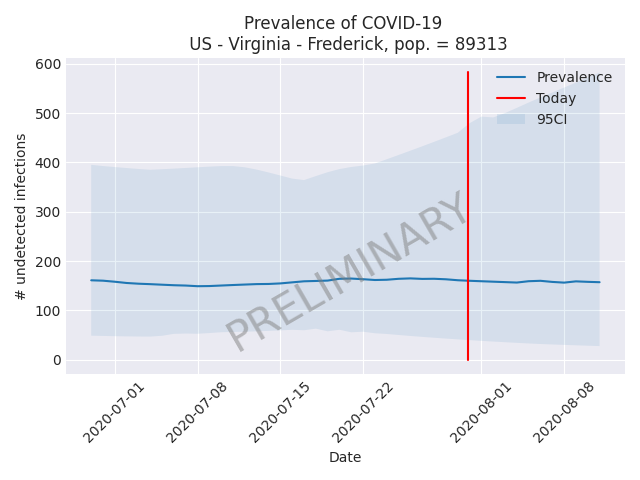 Prevalence of COVID-19
US - Virginia - Frederick, pop. = 89313
# undetected infections
600
500
400
300
200
100
0
Prevalence
Today
95CI
PRELIMINARY
2020-07-01
2020-07-08
2020-07-15
2020-07-22
2020-08-01
2020-08-08
Date